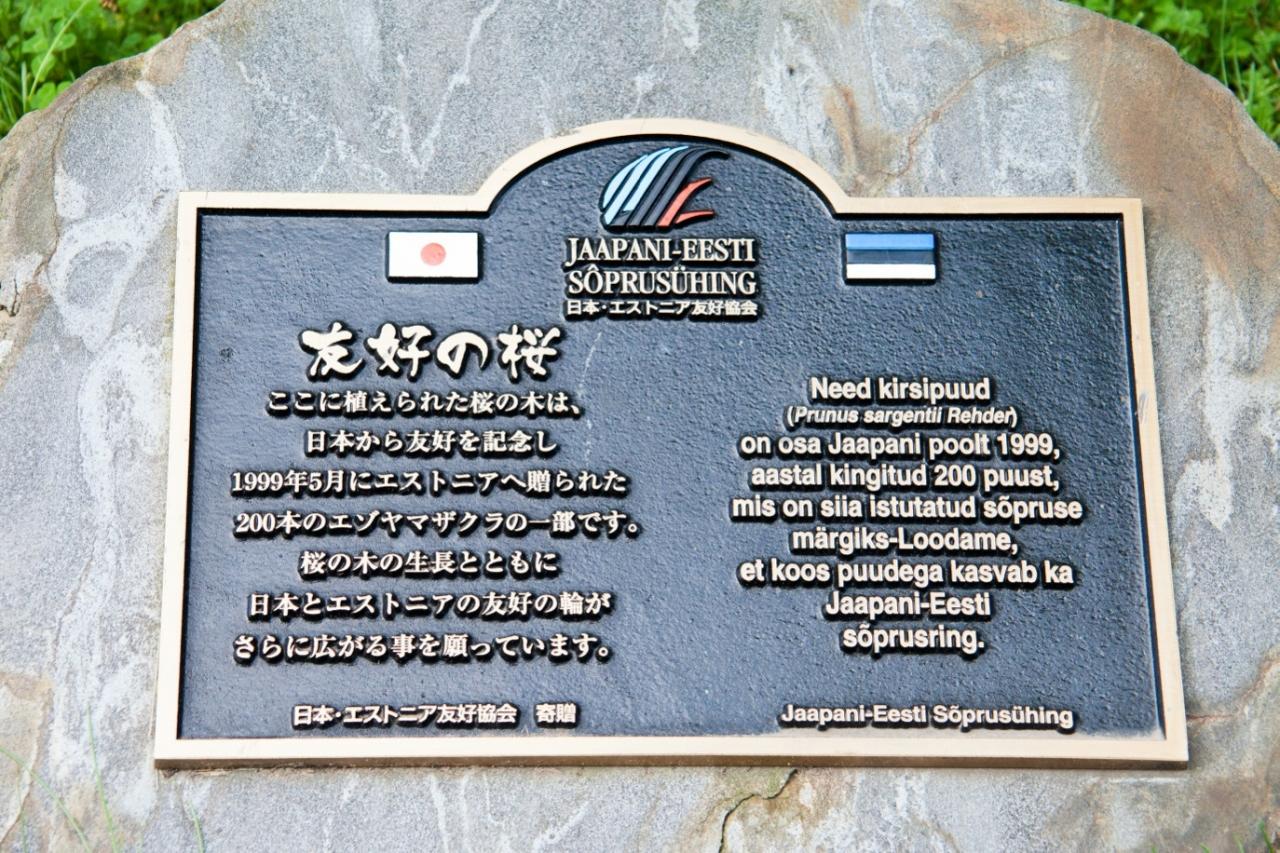 JAAPANI-EESTI
SÔPRUSÜHING
日本・エストニア友好協会
友好の桜
ここに植えられた桜の木は、
日本から友好を記念し
1999年5月にエストニアへ贈られた
200本のエゾヤマザクラの一部です。
桜の木の生長とともに
日本とエストニアの友好の輪が
さらに広がる事を願っています。
日本・エストニア友好協会 寄贈
Need kirsipuud
(Prunus sargentii Rehder)
on osa Jaapani poolt 1999,
aastal kingitud 200 puust,
mis on siia istutatud sõpruse
märgiks-Loodame,
et koos puudega kasvab ka
Jaapani-Eesti
sõprusring.
Jaapani-Eesti Sõprusühing